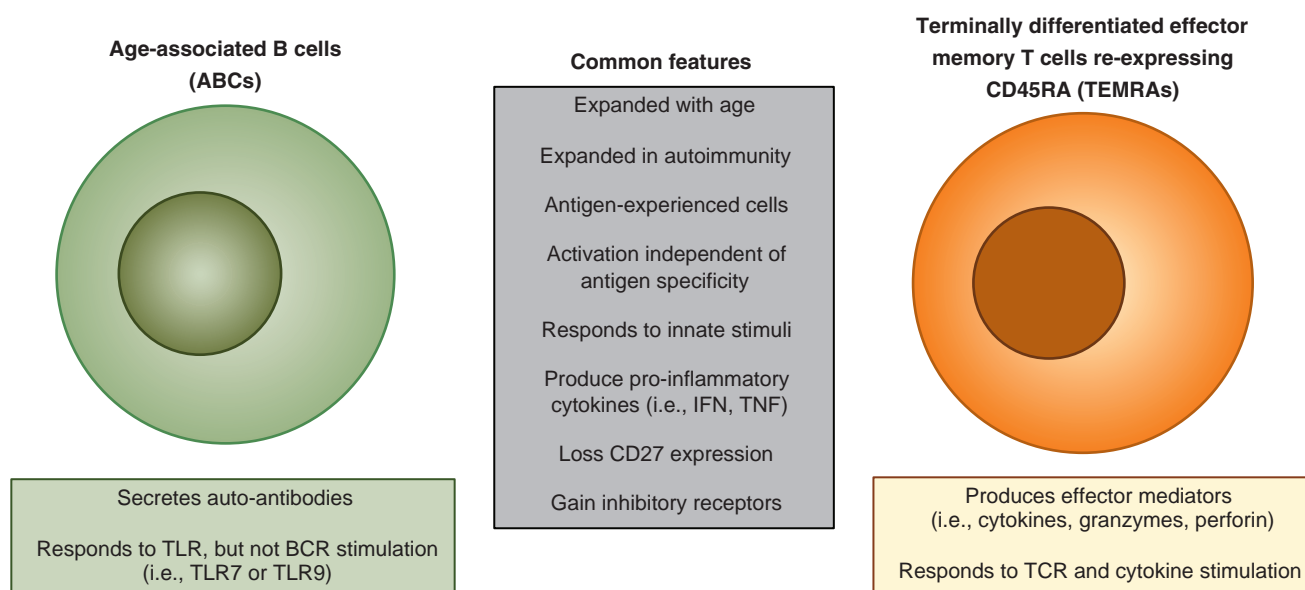 Age-associated B cells
(ABCs)
Secretes auto-antibodies
Responds to TLR, but not BCR stimulation
(i.e., TLR7 or TLR9)
Common features
Expanded with age
Expanded in autoimmunity
Antigen-experienced cells
Activation independent of
antigen specificity
Responds to innate stimuli
Produce pro-inflammatory
cytokines (i.e., IFN, TNF)
Loss CD27 expression
Gain inhibitory receptors
Terminally differentiated effector
memory T cells re-expressing
CD45RA (TEMRAs)
Produces effector mediators
(i.e., cytokines, granzymes, perforin)
Responds to TCR and cytokine stimulation